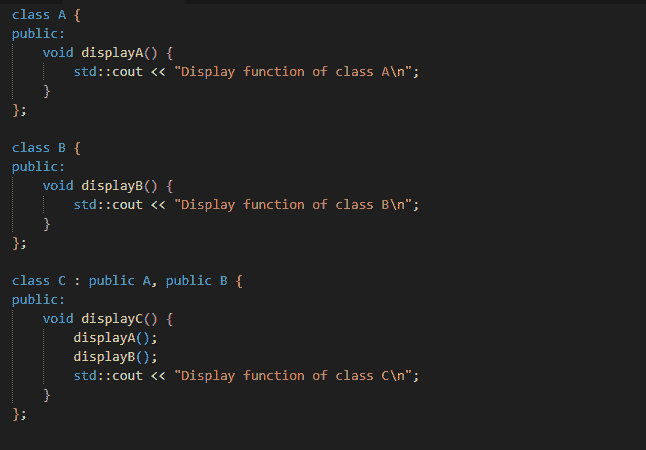 class A {
public:
    void displayA() {
        std::cout << "Display function of class A\n";
    }
};

class B {
public:
    void displayB() {
        std::cout << "Display function of class B\n";
    }
};

class C : public A, public B {
public:
    void displayC() {
        displayA();
        displayB();
        std::cout << "Display function of class C\n";
    }
};